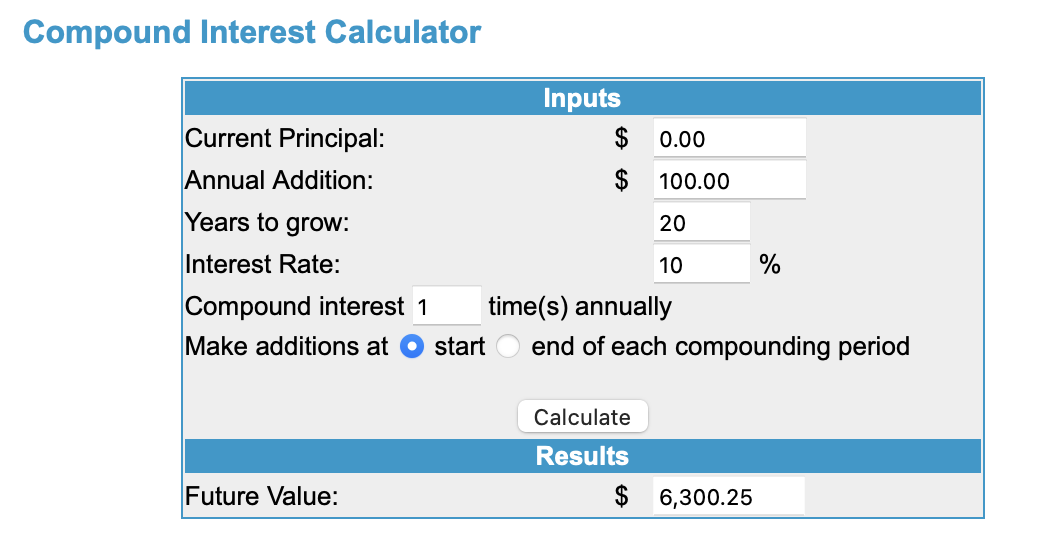 Compound Interest Calculator
Inputs
Current Principal: $ 0.00
Annual Addition: $ 100.00
Years to grow: 20
Interest Rate: 10 %
Compound interest 1 time(s) annually
Make additions at start end of each compounding period
Calculate
Results
Future Value: $ 6,300.25